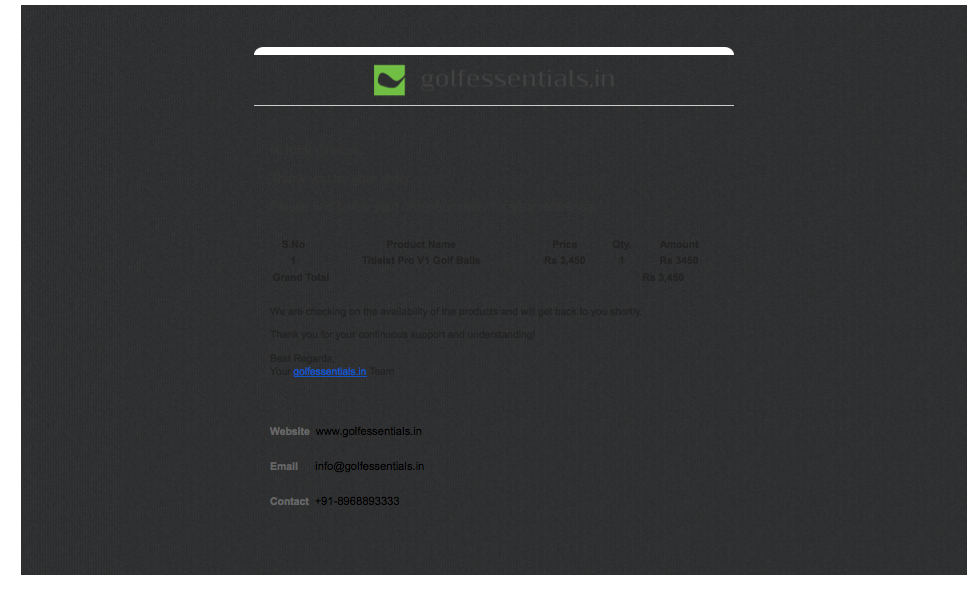 golfessentials.in
S.No Product Name Price Qty. Amount
1 Titleist Pro V1 Golf Balls Rs 3,450 1 Rs 3450
Grand Total Rs 3,450
We are checking on the availability of the products and will get back to you shortly.
Thank you for your continuous support and understanding!
Best Regards,
Your golfessentials.in Team
Website www.golfessentials.in
Email info@golfessentials.in
Contact +91-8968893333